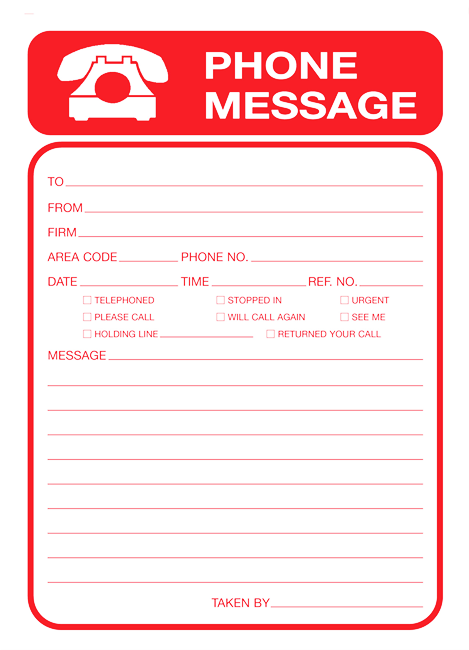 PHONE
MESSAGE
TO
FROM
FIRM
AREA CODE PHONE NO.
DATE TIME REF. NO.
TELEPHONED STOPPED IN URGENT
PLEASE CALL WILL CALL AGAIN SEE ME
HOLDING LINE RETURNED YOUR CALL
MESSAGE
TAKEN BY